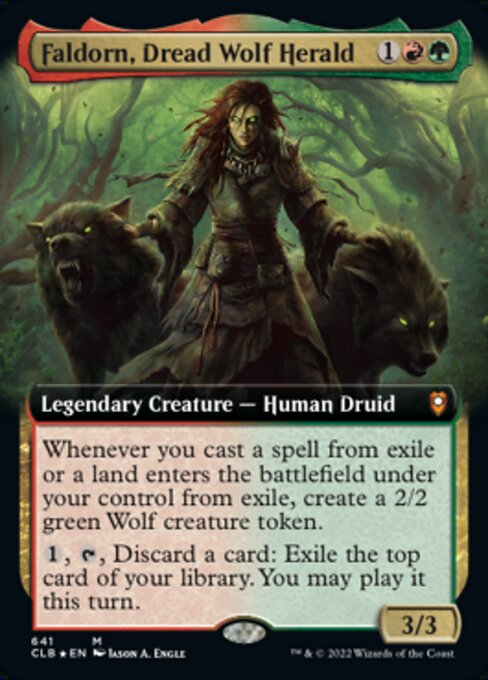 Faldorn, Dread Wolf Herald 1
Legendary Creature — Human Druid
Whenever you cast a spell from exile
or a land enters the battlefield under
your control from exile, create a 2/2
green Wolf creature token.
1, , Discard a card: Exile the top
card of your library. You may play it
this turn.
3/3
641 M
CLB ★ EN Jason A. Engle
™ & © 2022 Wizards of the Coast